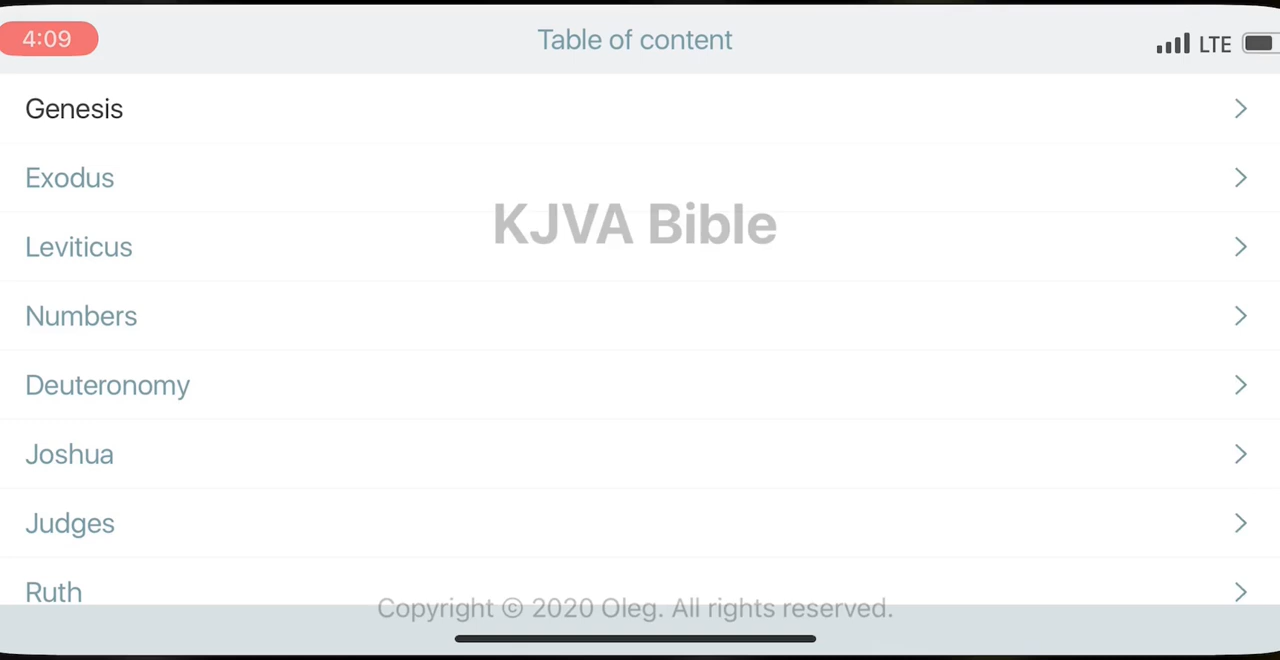 4:09
Table of content
LTE
Genesis
Exodus
KJVA Bible
Leviticus
Numbers
Deuteronomy
Joshua
Judges
Ruth
Copyright © 2020 Oleg. All rights reserved.